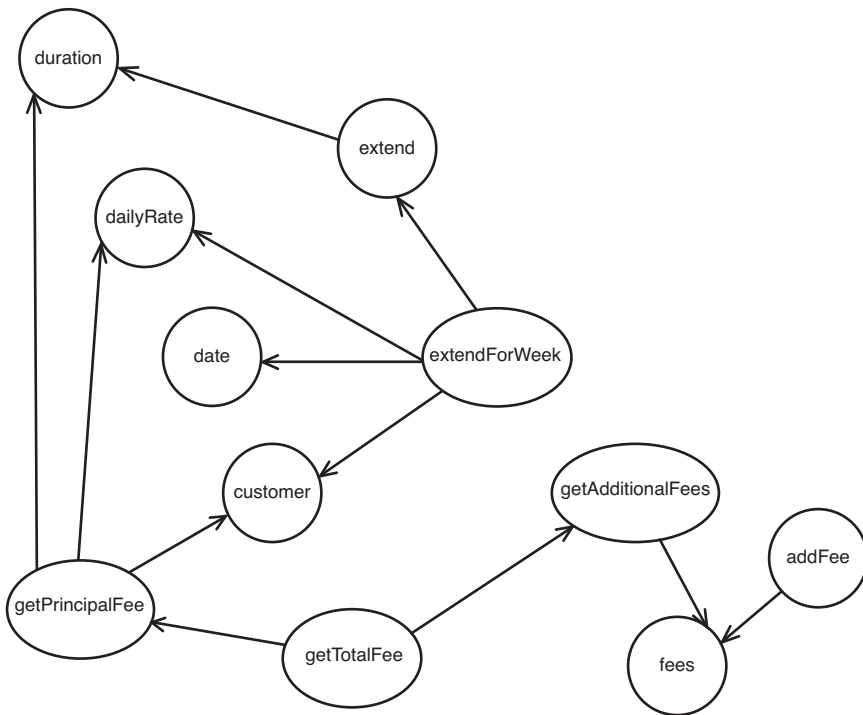 duration
extend
dailyRate
date
extendForWeek
customer
getAdditionalFees
addFee
getPrincipalFee
getTotalFee
fees